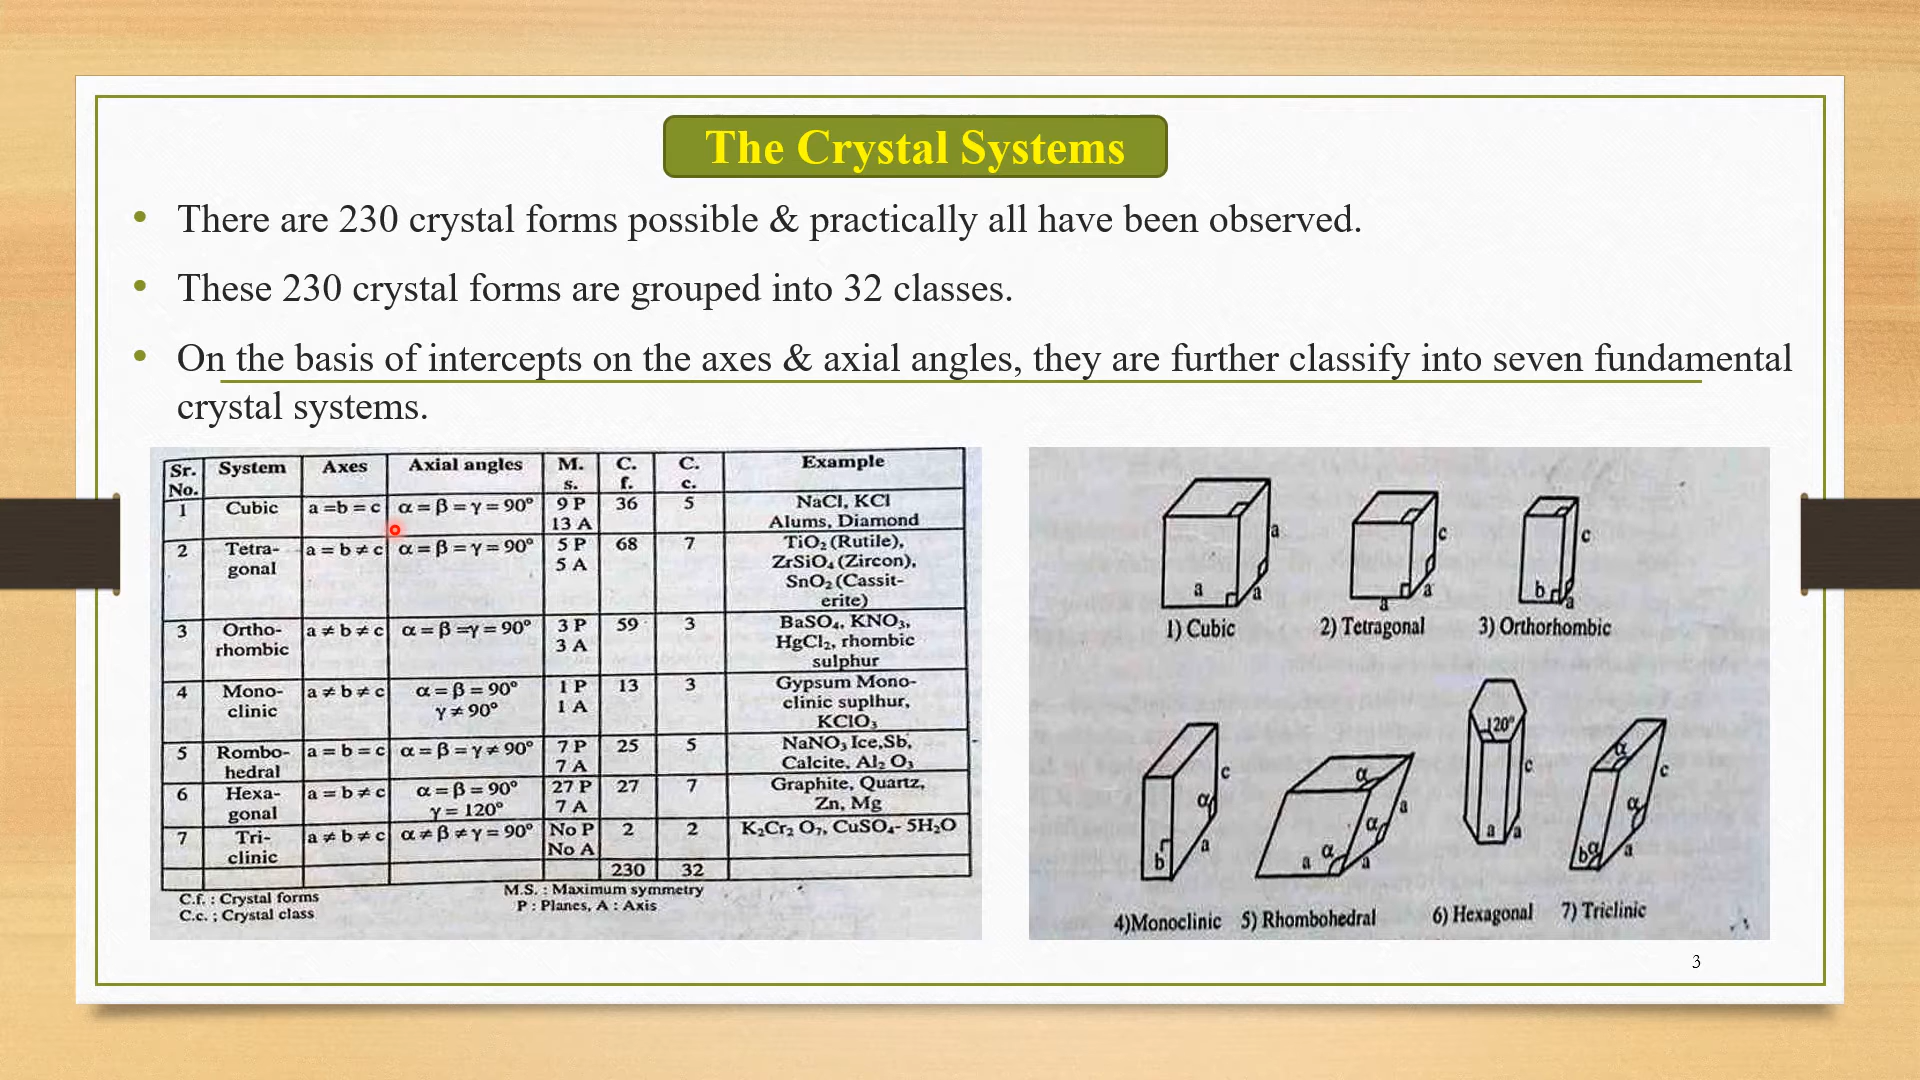 The Crystal Systems
• There are 230 crystal forms possible & practically all have been observed.
• These 230 crystal forms are grouped into 32 classes.
• On the basis of intercepts on the axes & axial angles, they are further classify into seven fundamental
crystal systems.
Sr. No. System Axes Axial angles M. s. C. f. C. c. Example
1 Cubic a =b = c α = β = γ = 90° 9 P 13 A 36 5 NaCl, KCl Alums, Diamond
2 Tetra-gonal a = b ≠ c α = β = γ = 90° 5 P 5 A 68 7 TiO₂ (Rutile), ZrSiO₄ (Zircon), SnO₂ (Cassit-erite)
3 Ortho-rhombic a ≠ b ≠ c α = β =γ = 90° 3 P 3 A 59 3 BaSO₄, KNO₃, HgCl₂, rhombic sulphur
4 Mono-clinic a ≠ b ≠ c α = β = 90° γ ≠ 90° 1 P 1 A 13 3 Gypsum Mono-clinic suplhur, KClO₃
5 Rombo-hedral a = b = c α = β = γ ≠ 90° 7 P 7 A 25 5 NaNO₃ Ice,Sb, Calcite, Al₂ O₃
6 Hexa-gonal a = b ≠ c α = β = 90° γ = 120° 27 P 7 A 27 7 Graphite, Quartz, Zn, Mg
7 Tri-clinic a ≠ b ≠ c α ≠ β ≠ γ = 90° No P No A 2 2 K₂Cr₂ O₇, CuSO₄- 5H₂O
230 32
C.f. : Crystal forms
C.c. ; Crystal class
M.S. : Maximum symmetry
P : Planes, A : Axis
a a a
c a a
c b a
1) Cubic 2) Tetragonal 3) Orthorhombic
c α a b
α a α a α a
120° c a a
α c α b α a
4)Monoclinic 5) Rhombohedral 6) Hexagonal 7) Triclinic
3